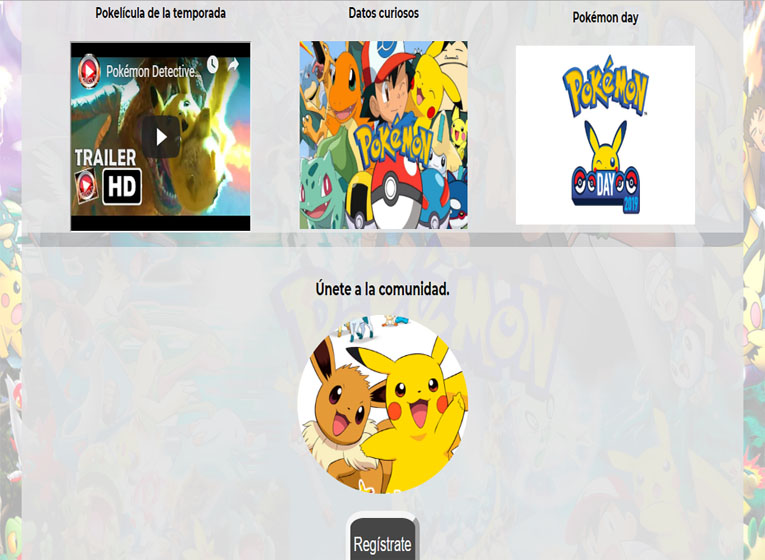 Pokelícula de la temporada
Datos curiosos
Pokémon day
Pokémon Detective...
TRAILER
HD
POKÉMON
POKÉMON
DAY
2019
Únete a la comunidad.
POKÉMON
Regístrate